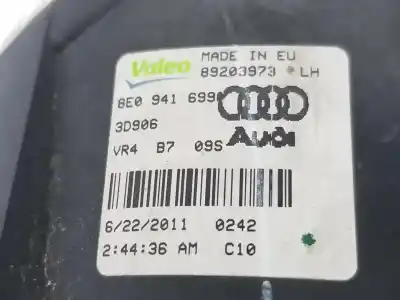 Valeo MADE IN EU
89203973 LH
8E0 941 699
3D906
Audi
VR4 B7 09S
6/22/2011 0242
2:44:36 AM C10